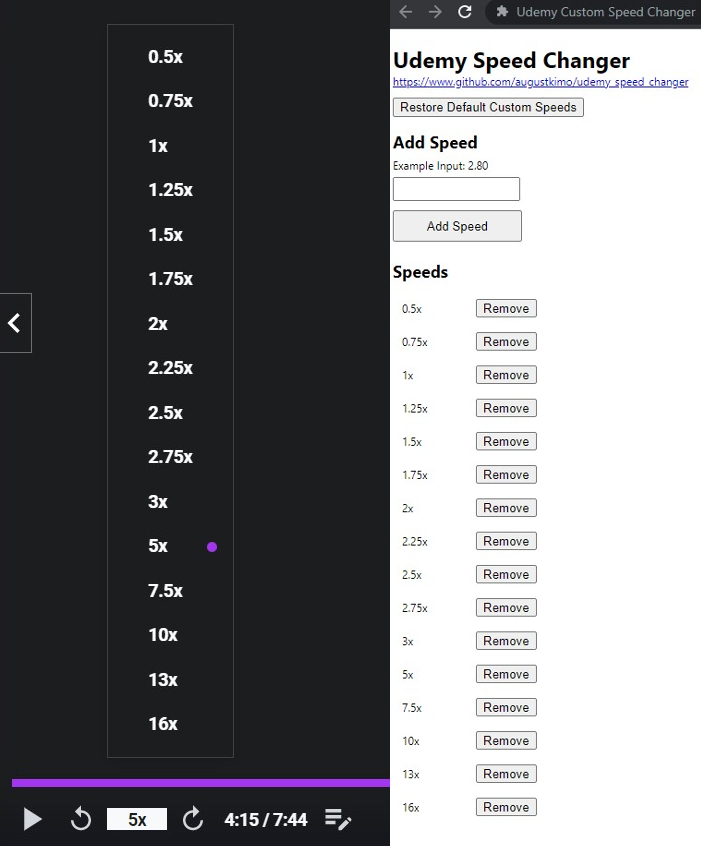 0.5x
0.75x
1x
1.25x
1.5x
1.75x
2x
2.25x
2.5x
2.75x
3x
5x
7.5x
10x
13x
16x
5x
4:15 / 7:44
Udemy Custom Speed Changer
Udemy Speed Changer
https://www.github.com/augustkimo/udemy_speed_changer
Restore Default Custom Speeds
Add Speed
Example Input: 2.80
Add Speed
Speeds
0.5x Remove
0.75x Remove
1x Remove
1.25x Remove
1.5x Remove
1.75x Remove
2x Remove
2.25x Remove
2.5x Remove
2.75x Remove
3x Remove
5x Remove
7.5x Remove
10x Remove
13x Remove
16x Remove